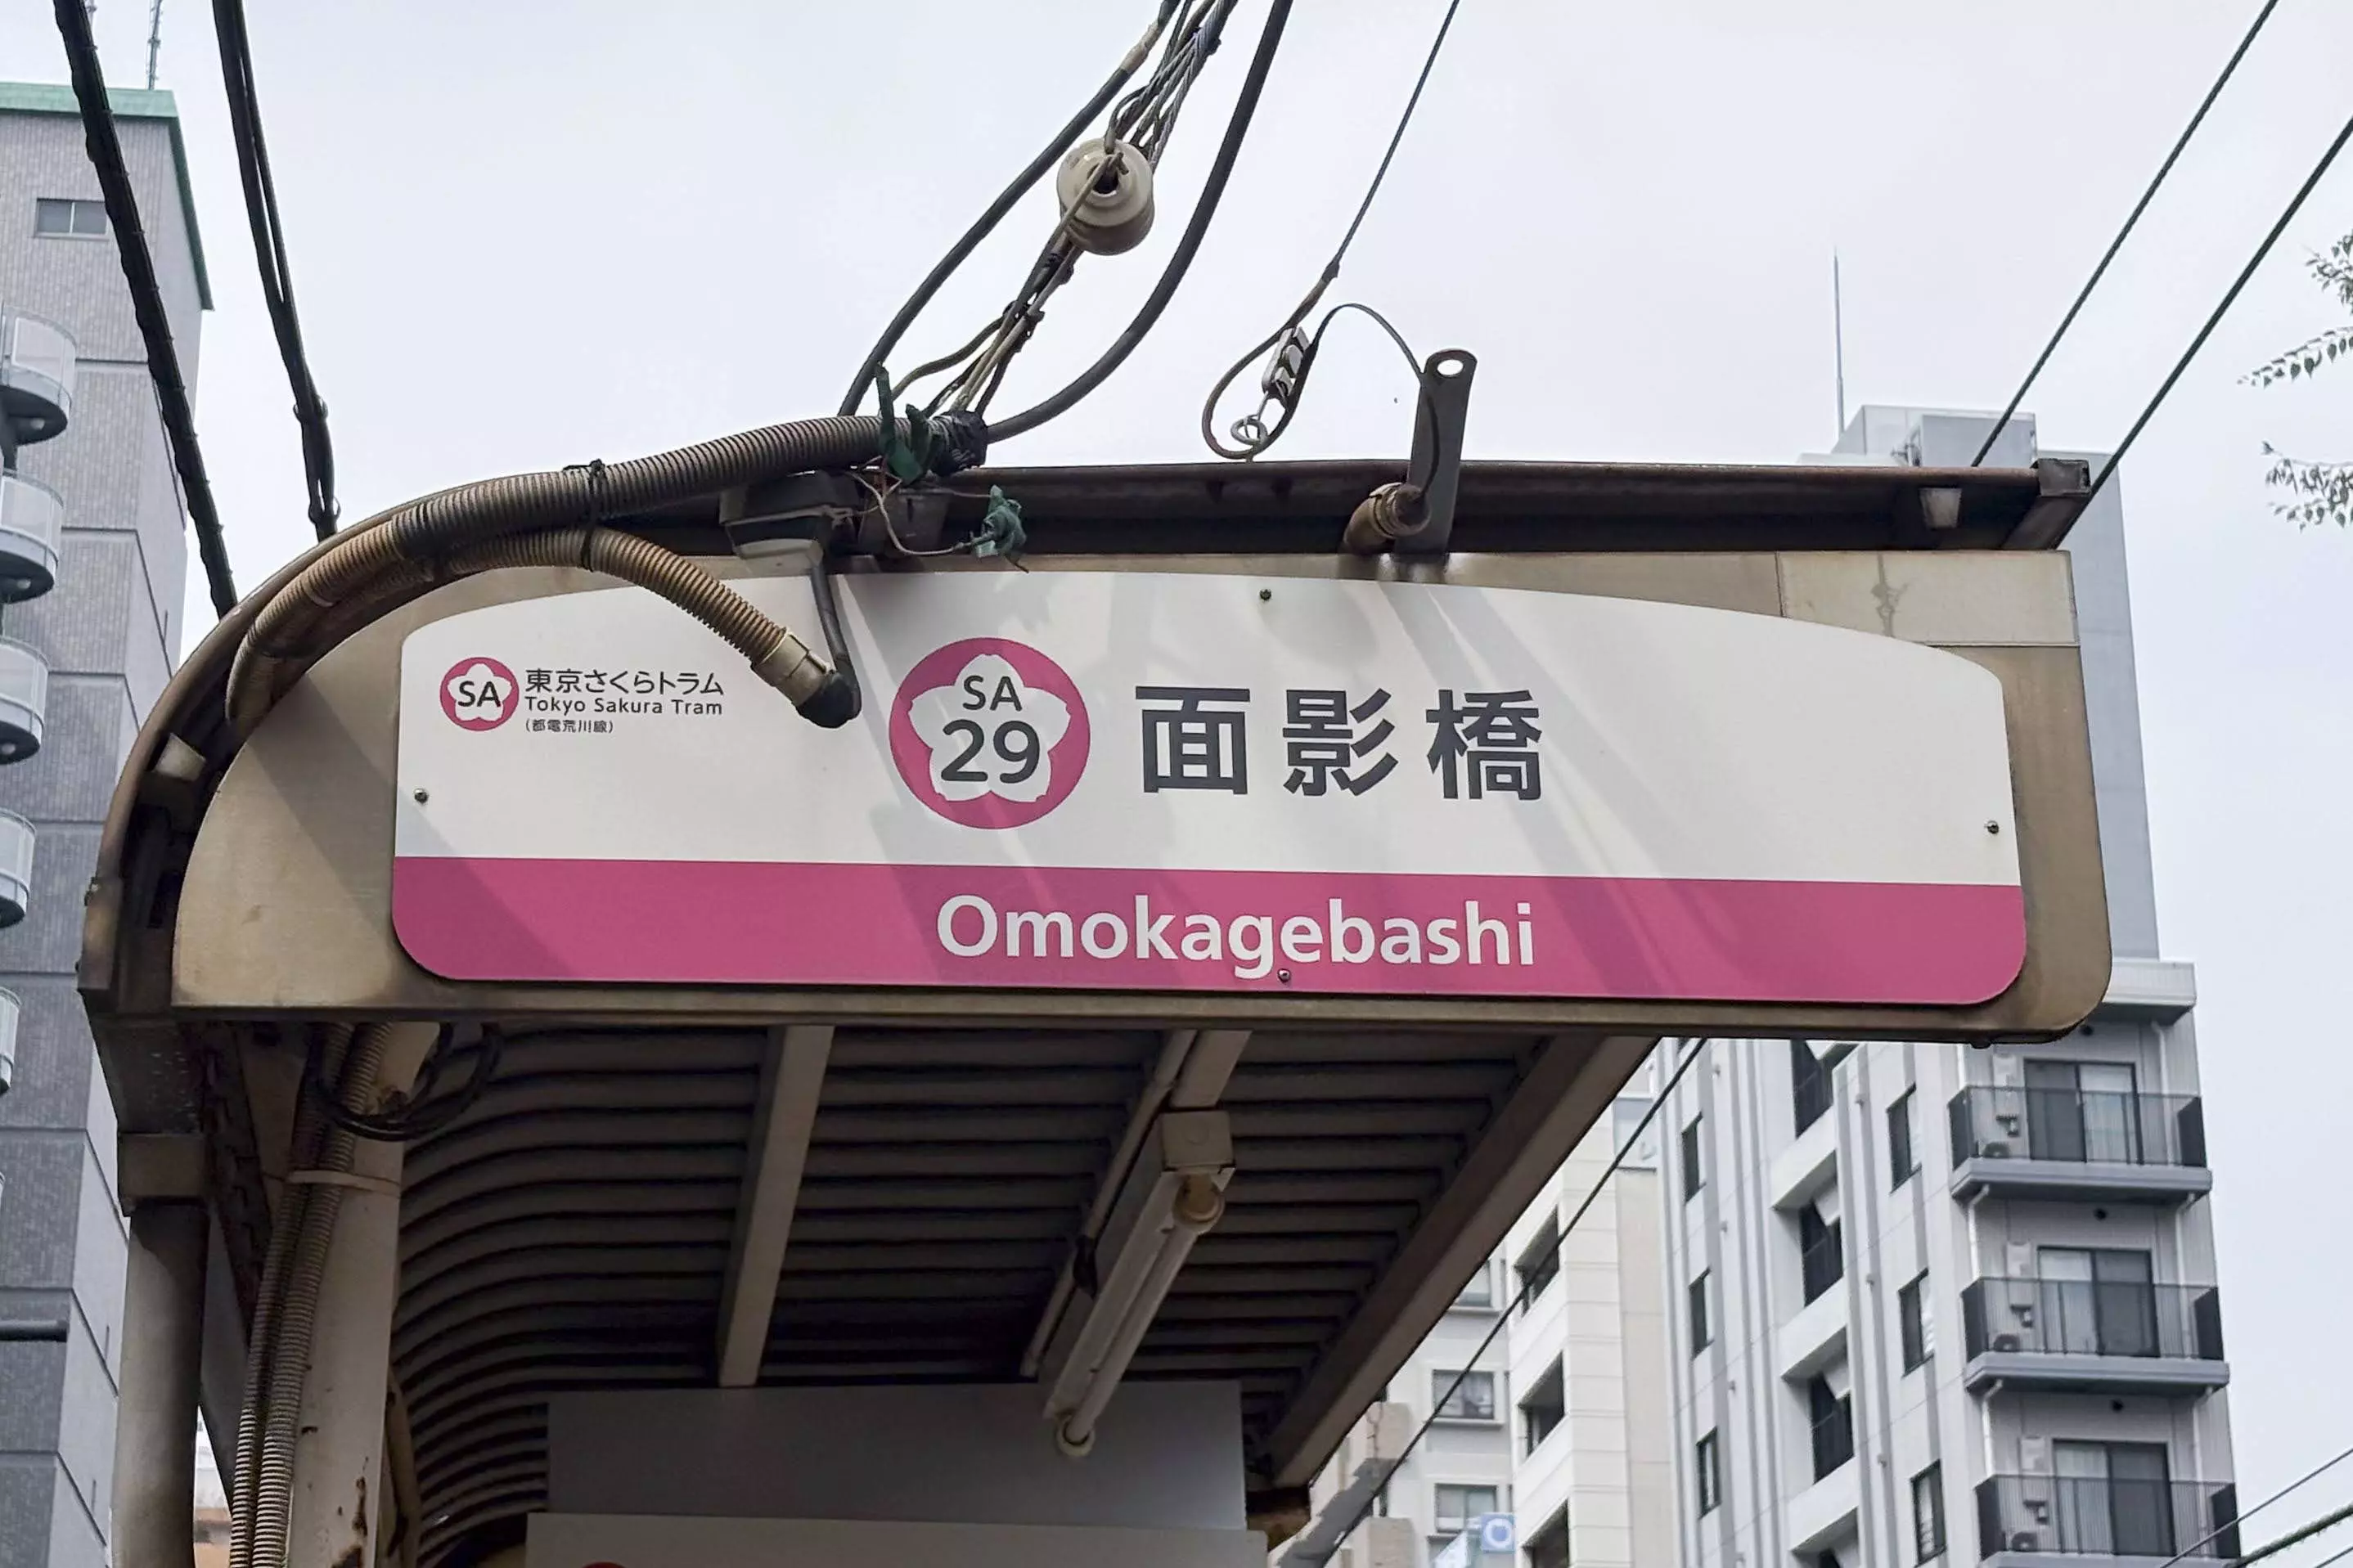 SA
東京さくらトラム
Tokyo Sakura Tram
(都電荒川線)
SA
29
面影橋
Omokagebashi